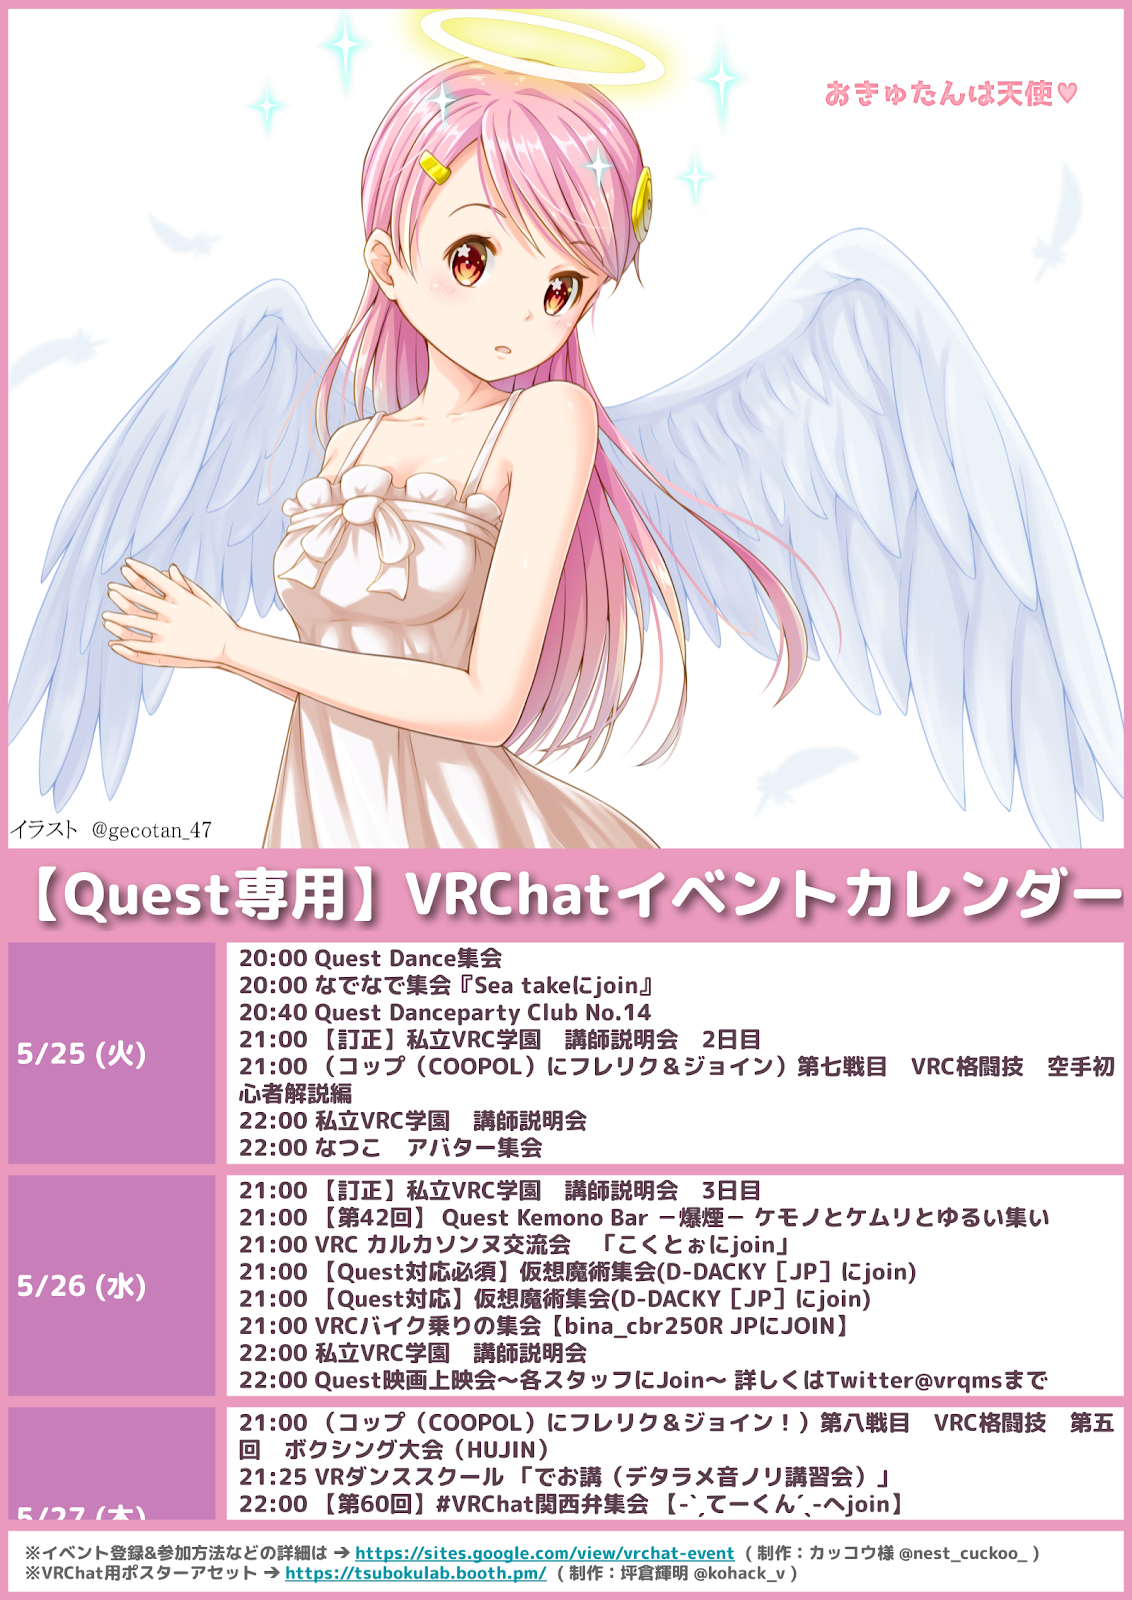 おきゅたんは天使♥
イラスト @gecotan_47
【Quest専用】VRChatイベントカレンダー
5/25 (火)
20:00 Quest Dance集会
20:00 なでなで集会『Sea takeにjoin』
20:40 Quest Danceparty Club No.14
21:00 【訂正】私立VRC学園　講師説明会　2日目
21:00 （コップ（COOPOL）にフレリク＆ジョイン）第七戦目　VRC格闘技　空手初
心者解説編
22:00 私立VRC学園　講師説明会
22:00 なつこ　アバター集会
5/26 (水)
21:00 【訂正】私立VRC学園　講師説明会　3日目
21:00 【第42回】 Quest Kemono Bar －爆煙－ ケモノとケムリとゆるい集い
21:00 VRC カルカソンヌ交流会　「こくとぉにjoin」
21:00 【Quest対応必須】仮想魔術集会(D-DACKY［JP］にjoin)
21:00 【Quest対応】仮想魔術集会(D-DACKY［JP］にjoin)
21:00 VRCバイク乗りの集会【bina_cbr250R JPにJOIN】
22:00 私立VRC学園　講師説明会
22:00 Quest映画上映会～各スタッフにJoin～ 詳しくはTwitter@vrqmsまで
5/27 (木)
21:00 （コップ（COOPOL）にフレリク＆ジョイン！）第八戦目　VRC格闘技　第五
回　ボクシング大会（HUJIN）
21:25 VRダンススクール 「でお講（デタラメ音ノリ講習会）」
22:00 【第60回】#VRChat関西弁集会 【-`ˏてーくんˊˎ-へjoin】
※イベント登録&参加方法などの詳細は ➔ https://sites.google.com/view/vrchat-event ( 制作：カッコウ様 @nest_cuckoo_ )
※VRChat用ポスターアセット ➔ https://tsubokulab.booth.pm/ ( 制作：坪倉輝明 @kohack_v )